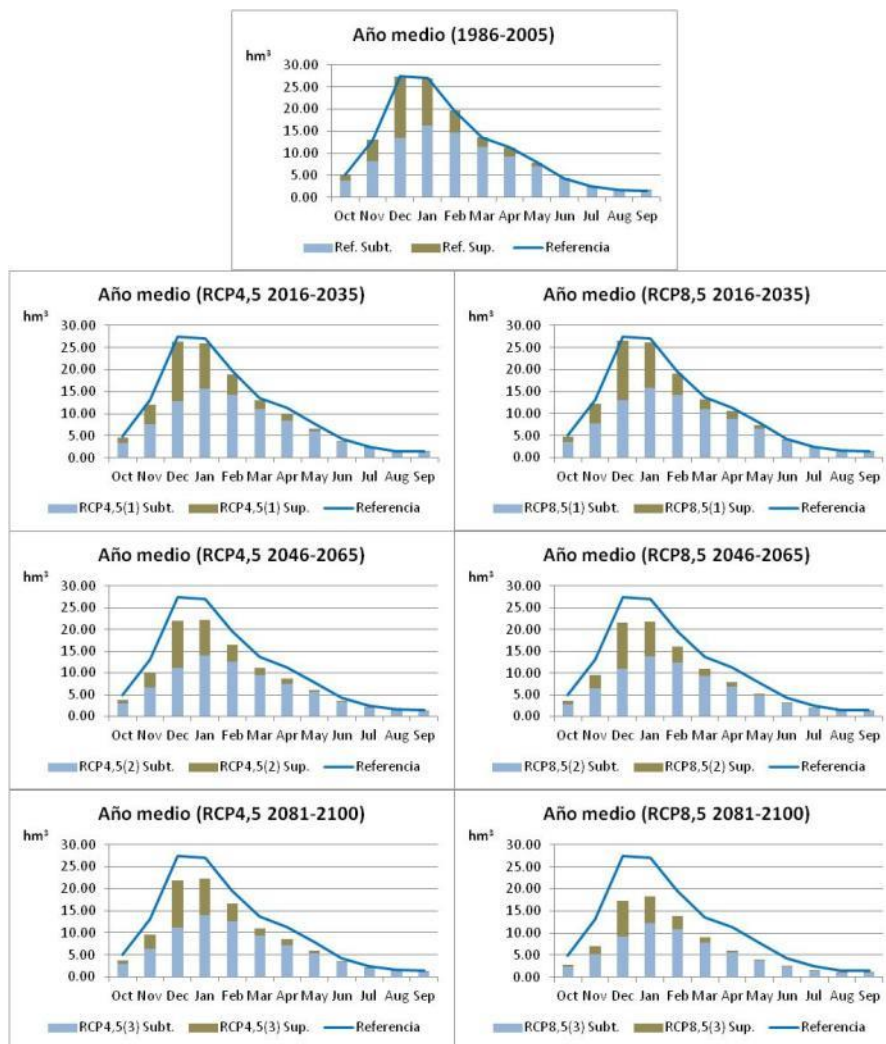 Año medio (1986-2005)
hm³
30.00
25.00
20.00
15.00
10.00
5.00
0.00
Oct Nov Dec Jan Feb Mar Apr May Jun Jul Aug Sep
Ref. Subt. Ref. Sup. Referencia
Año medio (RCP4,5 2016-2035)
hm³
30.00
25.00
20.00
15.00
10.00
5.00
0.00
Oct Nov Dec Jan Feb Mar Apr May Jun Jul Aug Sep
RCP4,5(1) Subt. RCP4,5(1) Sup. Referencia
Año medio (RCP8,5 2016-2035)
hm³
30.00
25.00
20.00
15.00
10.00
5.00
0.00
Oct Nov Dec Jan Feb Mar Apr May Jun Jul Aug Sep
RCP8,5(1) Subt. RCP8,5(1) Sup. Referencia
Año medio (RCP4,5 2046-2065)
hm³
30.00
25.00
20.00
15.00
10.00
5.00
0.00
Oct Nov Dec Jan Feb Mar Apr May Jun Jul Aug Sep
RCP4,5(2) Subt. RCP4,5(2) Sup. Referencia
Año medio (RCP8,5 2046-2065)
hm³
30.00
25.00
20.00
15.00
10.00
5.00
0.00
Oct Nov Dec Jan Feb Mar Apr May Jun Jul Aug Sep
RCP8,5(2) Subt. RCP8,5(2) Sup. Referencia
Año medio (RCP4,5 2081-2100)
hm³
30.00
25.00
20.00
15.00
10.00
5.00
0.00
Oct Nov Dec Jan Feb Mar Apr May Jun Jul Aug Sep
RCP4,5(3) Subt. RCP4,5(3) Sup. Referencia
Año medio (RCP8,5 2081-2100)
hm³
30.00
25.00
20.00
15.00
10.00
5.00
0.00
Oct Nov Dec Jan Feb Mar Apr May Jun Jul Aug Sep
RCP8,5(3) Subt. RCP8,5(3) Sup. Referencia